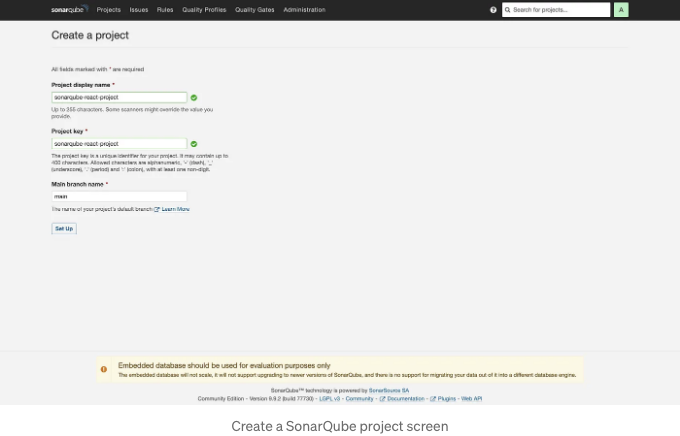 sonarqube Projects Issues Rules Quality Profiles Quality Gates Administration Search for projects... A
Create a project
All fields marked with * are required
Project display name *
sonarqube-react-project
Up to 255 characters. Some scanners might override the value you
provide.
Project key *
sonarqube-react-project
The project key is a unique identifier for your project. It may contain up to
400 characters. Allowed characters are alphanumeric, '-' (dash), '_'
(underscore), '.' (period) and ':' (colon), with at least one non-digit.
Main branch name *
main
The name of your project's default branch Learn More
Set Up
Embedded database should be used for evaluation purposes only
The embedded database will not scale, it will not support upgrading to newer versions of SonarQube, and there is no support for migrating your data out of it into a different database engine.
SonarQube™ technology is powered by SonarSource SA
Community Edition - Version 9.9.2 (build 77730) - LGPL v3 - Community - Documentation - Plugins - Web API
Create a SonarQube project screen